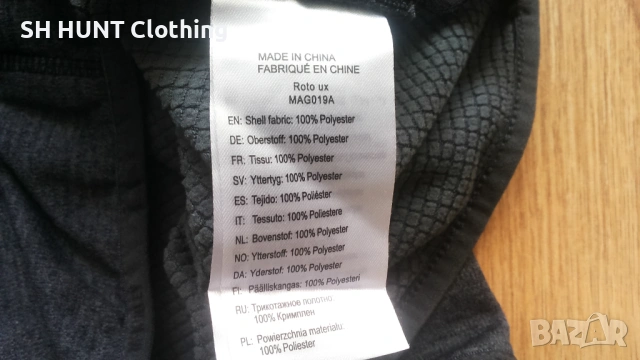 SH HUNT Clothing
MADE IN CHINA
FABRIQUÉ EN CHINE
Roto ux
MAG019A
EN: Shell fabric: 100% Polyester
DE: Oberstoff: 100% Polyester
FR: Tissu: 100% Polyester
SV: Yttertyg: 100% Polyester
ES: Tejido: 100% Poliéster
IT: Tessuto: 100% Poliestere
NL: Bovenstof: 100% Polyester
NO: Ytterstoff: 100% Polyester
DA: Yderstof: 100% Polyester
FI: Päälliskangas: 100% Polyesteri
RU: Трикотажное полотно:
100% Кримплен
PL: Powierzchnia materiału:
100% Poliester
BAZAR
bg